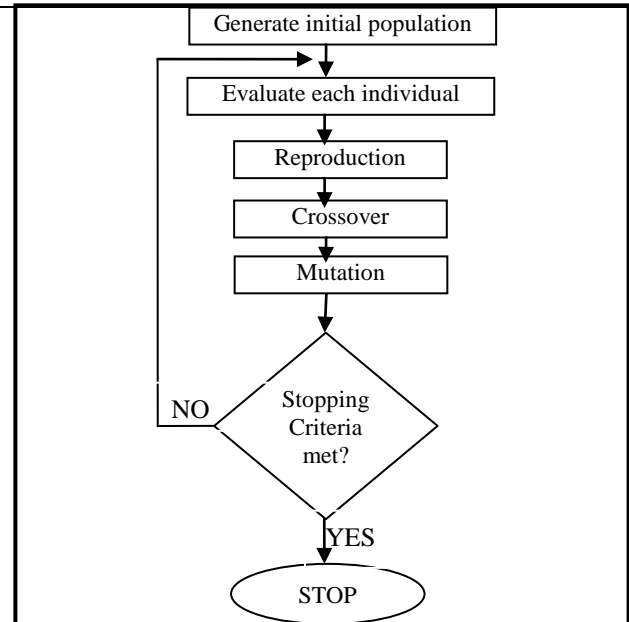 Generate initial population
Evaluate each individual
Reproduction
Crossover
Mutation
Stopping
Criteria
met?
NO
YES
STOP